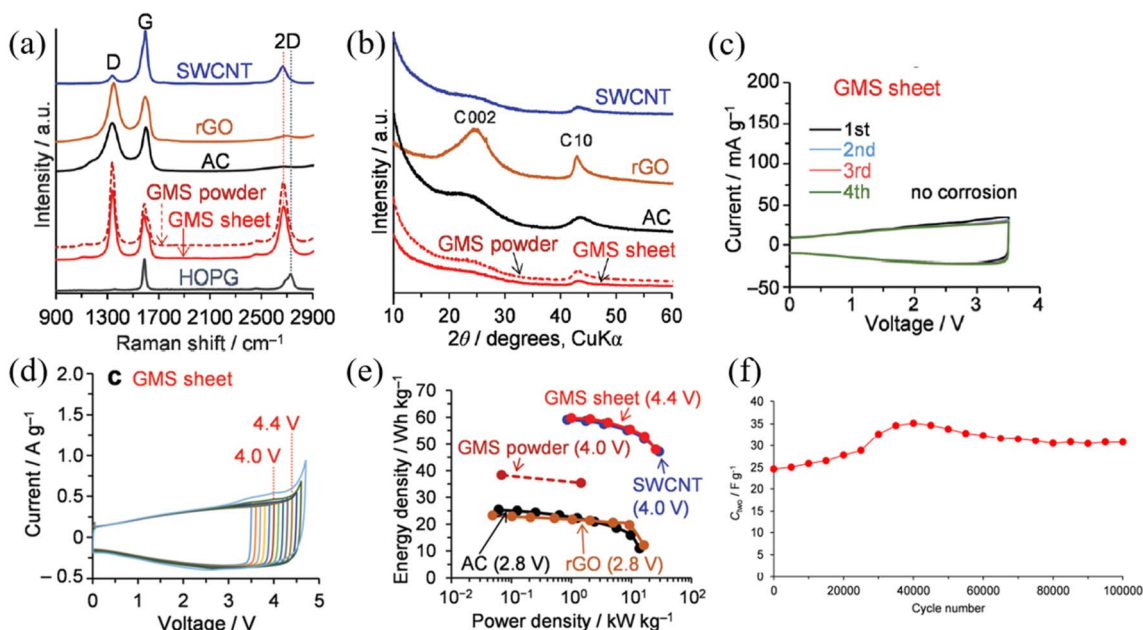 (a)
D
G
2D
SWCNT
rGO
AC
GMS powder
GMS sheet
HOPG
Intensity / a.u.
900 1300 1700 2100 2500 2900
Raman shift / cm⁻¹
(b)
C 002
C10
SWCNT
rGO
AC
GMS powder
GMS sheet
Intensity / a.u.
10 20 30 40 50 60
2θ / degrees, CuKα
(c)
GMS sheet
1st
2nd
3rd
4th
no corrosion
Current / mA g⁻¹
200
150
100
50
0
−50
0 1 2 3 4
Voltage / V
(d)
c GMS sheet
4.4 V
4.0 V
Current / A g⁻¹
2.0
1.5
1.0
0.5
0
−0.5
0 1 2 3 4 5
Voltage / V
(e)
GMS sheet (4.4 V)
GMS powder (4.0 V)
SWCNT
(4.0 V)
AC (2.8 V)
rGO (2.8 V)
Energy density / Wh kg⁻¹
70
60
50
40
30
20
10
0
10⁻² 10⁻¹ 10⁰ 10¹ 10²
Power density / kW kg⁻¹
(f)
C_two / F g⁻¹
40
35
30
25
20
15
10
5
0
0 20000 40000 60000 80000 100000
Cycle number